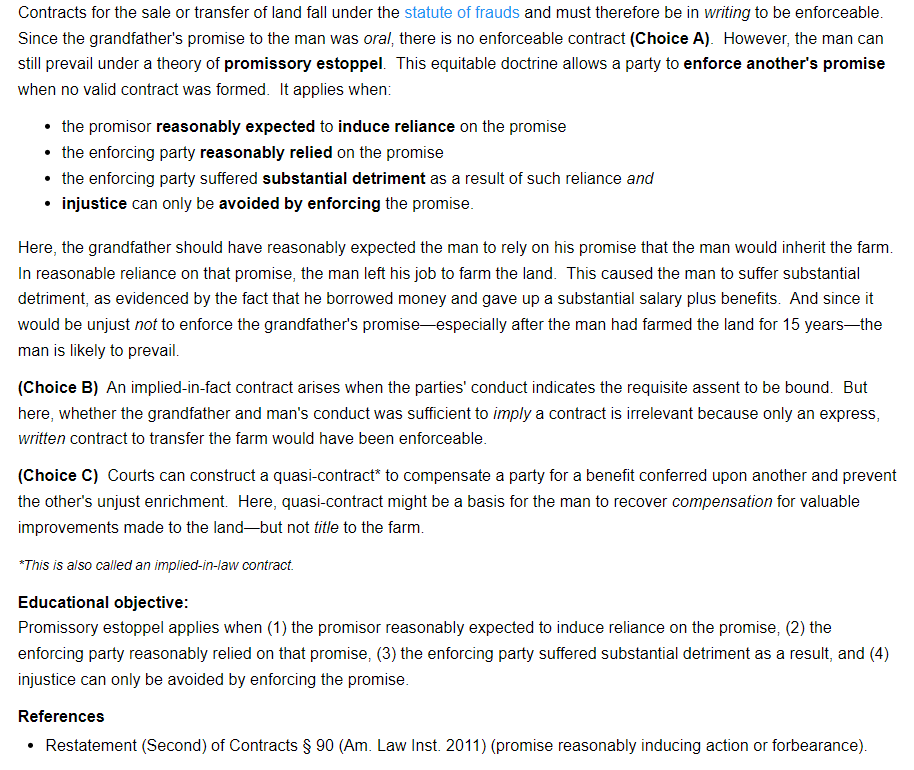 Contracts for the sale or transfer of land fall under the statute of frauds and must therefore be in writing to be enforceable.
Since the grandfather's promise to the man was oral, there is no enforceable contract (Choice A).  However, the man can
still prevail under a theory of promissory estoppel.  This equitable doctrine allows a party to enforce another's promise
when no valid contract was formed.  It applies when:
• the promisor reasonably expected to induce reliance on the promise
• the enforcing party reasonably relied on the promise
• the enforcing party suffered substantial detriment as a result of such reliance and
• injustice can only be avoided by enforcing the promise.
Here, the grandfather should have reasonably expected the man to rely on his promise that the man would inherit the farm.
In reasonable reliance on that promise, the man left his job to farm the land.  This caused the man to suffer substantial
detriment, as evidenced by the fact that he borrowed money and gave up a substantial salary plus benefits.  And since it
would be unjust not to enforce the grandfather's promise—especially after the man had farmed the land for 15 years—the
man is likely to prevail.
(Choice B)  An implied-in-fact contract arises when the parties' conduct indicates the requisite assent to be bound.  But
here, whether the grandfather and man's conduct was sufficient to imply a contract is irrelevant because only an express,
written contract to transfer the farm would have been enforceable.
(Choice C)  Courts can construct a quasi-contract* to compensate a party for a benefit conferred upon another and prevent
the other's unjust enrichment.  Here, quasi-contract might be a basis for the man to recover compensation for valuable
improvements made to the land—but not title to the farm.
*This is also called an implied-in-law contract.
Educational objective:
Promissory estoppel applies when (1) the promisor reasonably expected to induce reliance on the promise, (2) the
enforcing party reasonably relied on that promise, (3) the enforcing party suffered substantial detriment as a result, and (4)
injustice can only be avoided by enforcing the promise.
References
• Restatement (Second) of Contracts § 90 (Am. Law Inst. 2011) (promise reasonably inducing action or forbearance).